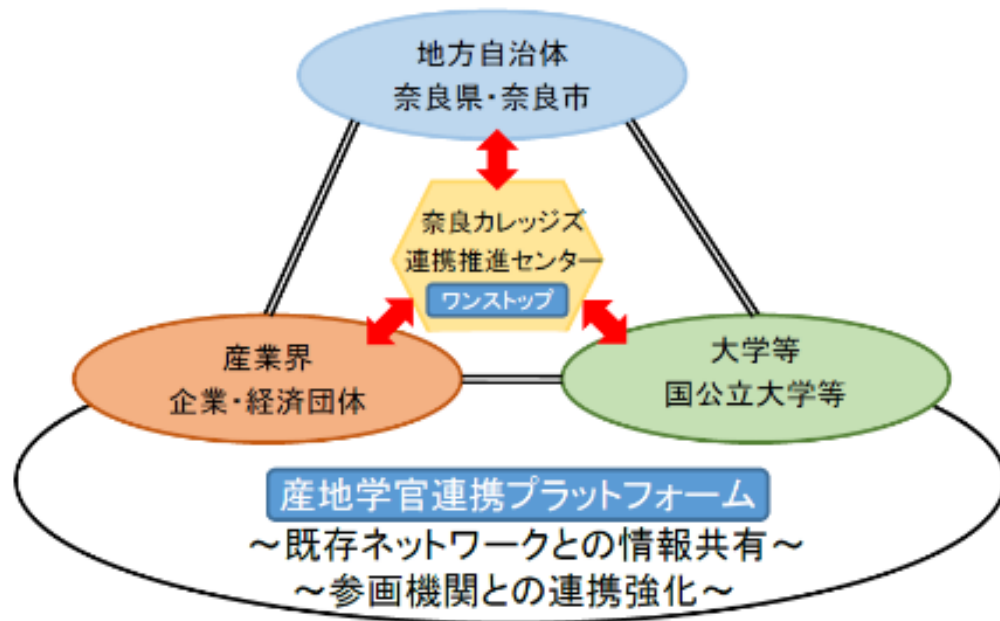 地方自治体
奈良県・奈良市
奈良カレッジズ
連携推進センター
ワンストップ
産業界
企業・経済団体
大学等
国公立大学等
産地学官連携プラットフォーム
～既存ネットワークとの情報共有～
～参画機関との連携強化～